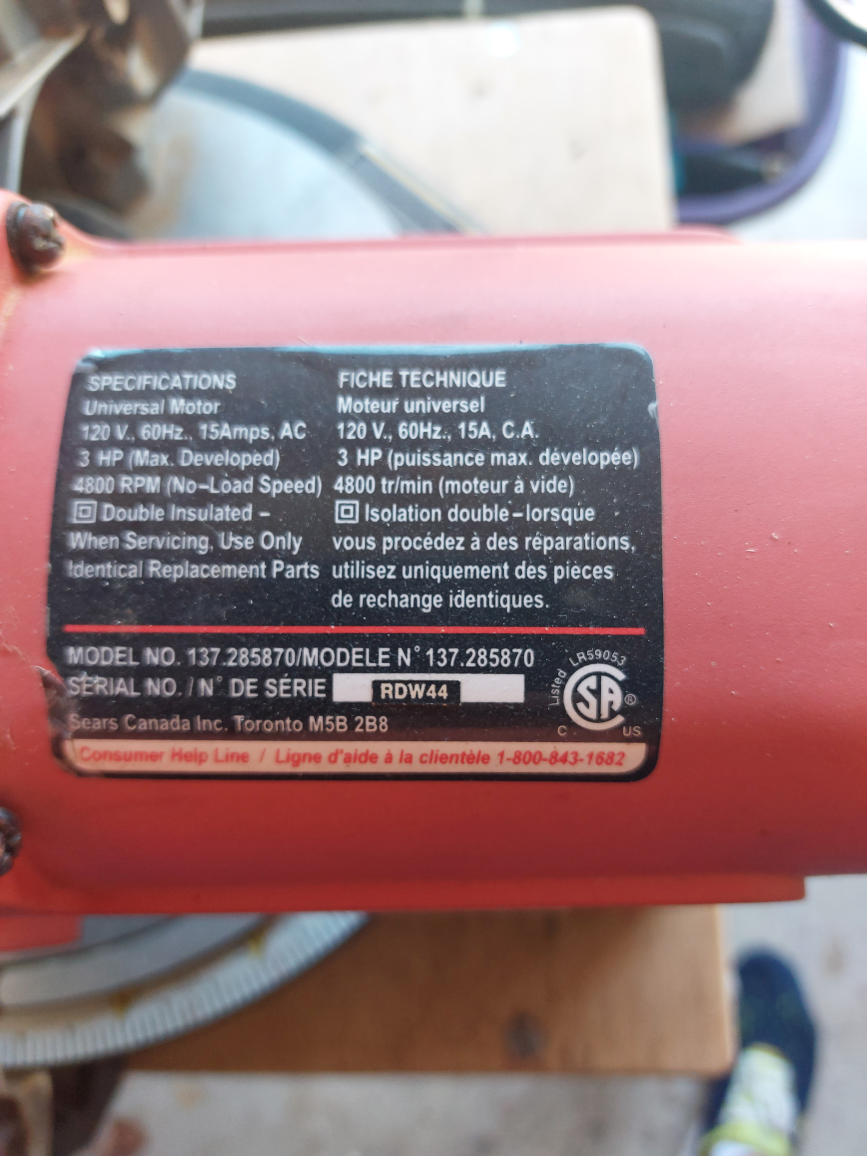 SPECIFICATIONS
Universal Motor
120 V., 60Hz., 15Amps, AC
3 HP (Max. Developed)
4800 RPM (No-Load Speed)
Double Insulated –
When Servicing, Use Only
Identical Replacement Parts
FICHE TECHNIQUE
Moteur universel
120 V., 60Hz., 15A, C.A.
3 HP (puissance max. dévelopée)
4800 tr/min (moteur à vide)
Isolation double–lorsque
vous procédez à des réparations,
utilisez uniquement des pièces
de rechange identiques.
MODEL NO. 137.285870/MODELE N° 137.285870
SERIAL NO. / N° DE SÉRIE RDW44
Sears Canada Inc. Toronto M5B 2B8
Listed LR59053
SA ®
C US
Consumer Help Line / Ligne d'aide à la clientèle 1-800-843-1682